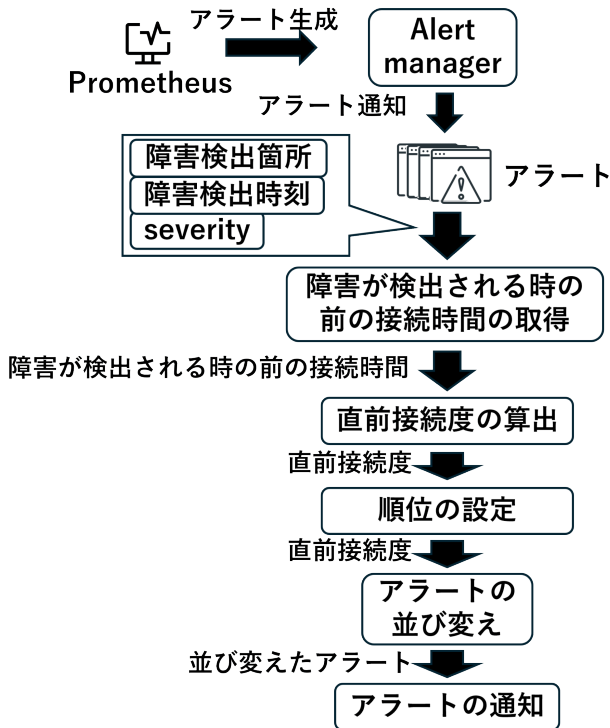 アラート生成
Prometheus
Alert
manager
アラート通知
障害検出箇所
障害検出時刻
severity
アラート
障害が検出される時の
前の接続時間の取得
障害が検出される時の前の接続時間
直前接続度の算出
直前接続度
順位の設定
直前接続度
アラートの
並び変え
並び変えたアラート
アラートの通知